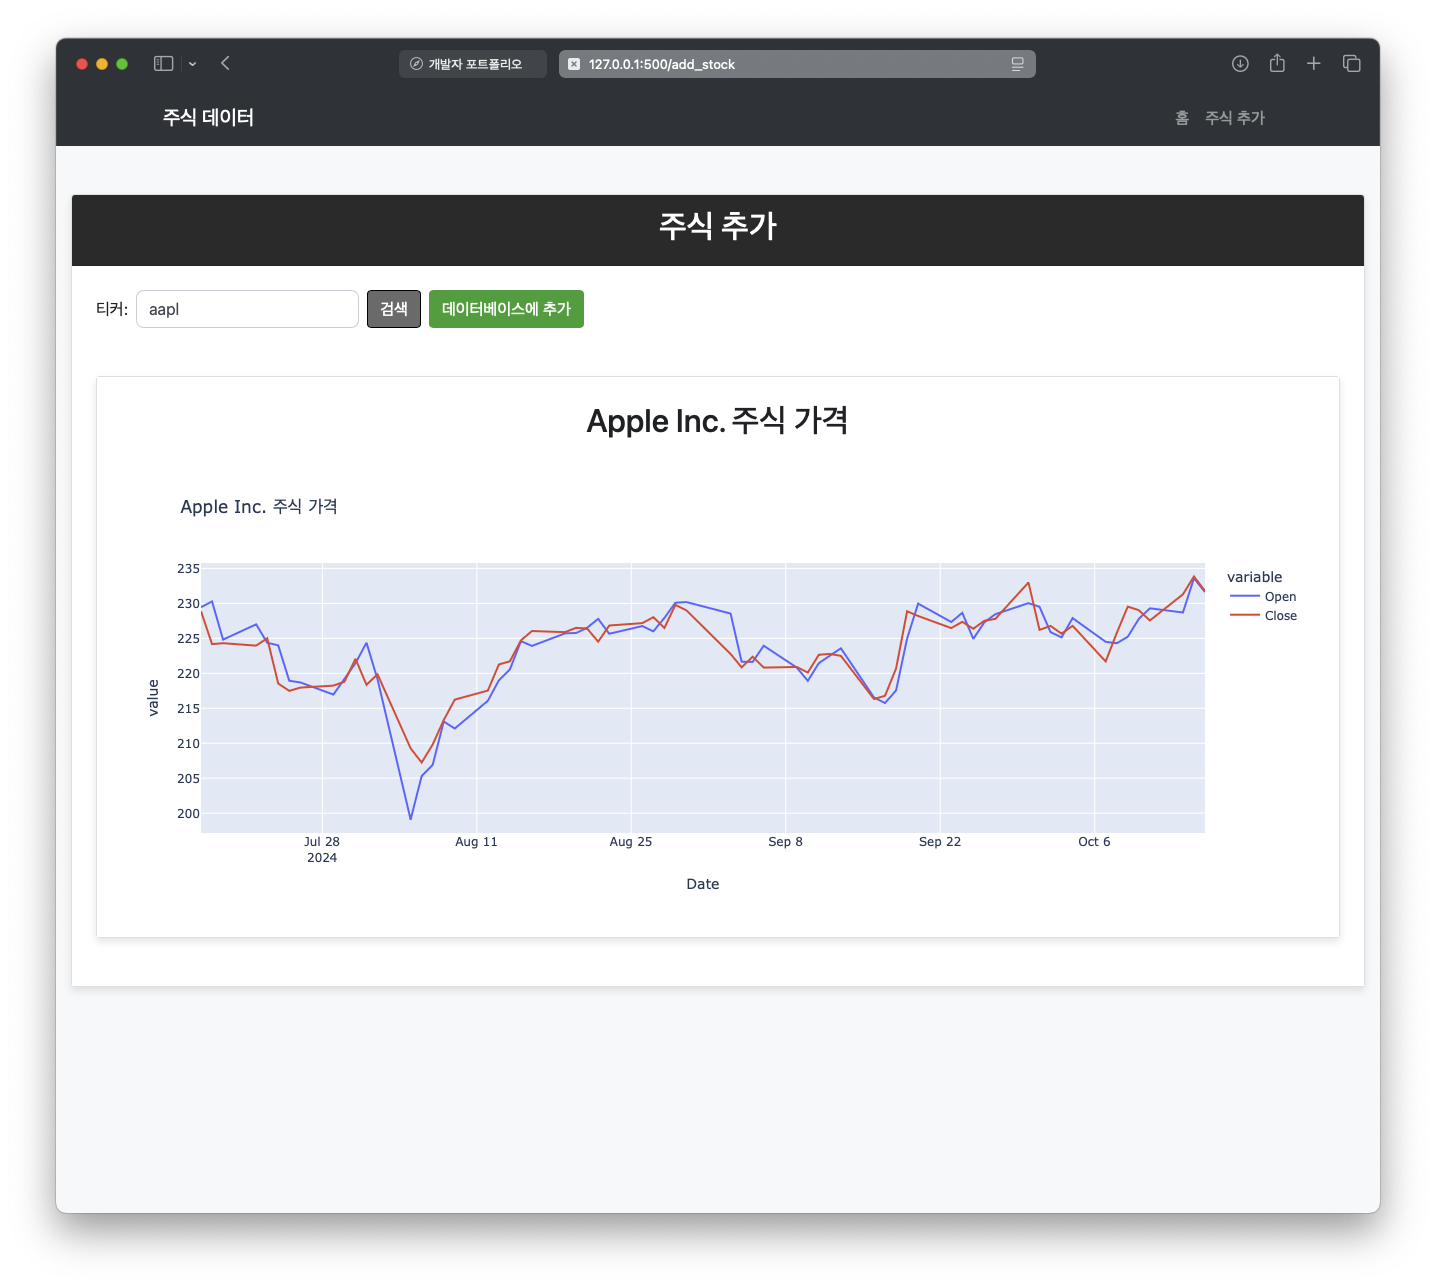 개발자 포트폴리오
127.0.0.1:500/add_stock
주식 데이터
홈 주식 추가
주식 추가
티커: aapl 검색 데이터베이스에 추가
Apple Inc. 주식 가격
Apple Inc. 주식 가격
235
230
225
220
215
210
205
200
value
Jul 28
2024
Aug 11
Aug 25
Sep 8
Sep 22
Oct 6
Date
variable
Open
Close